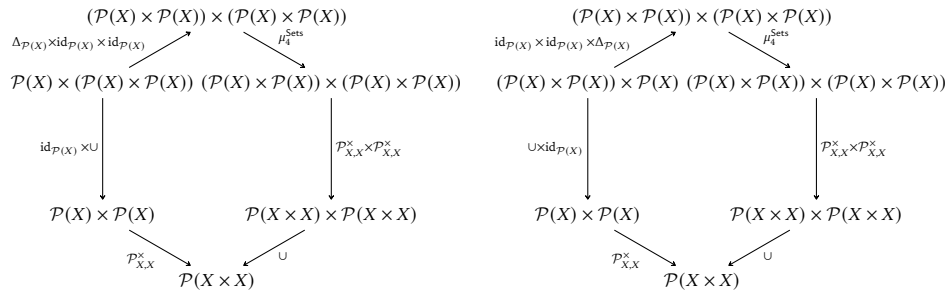 (𝒫(X) × 𝒫(X)) × (𝒫(X) × 𝒫(X))
Δ_{𝒫(X)}×id_{𝒫(X)}×id_{𝒫(X)}
μ_4^{Sets}
𝒫(X) × (𝒫(X) × 𝒫(X))
(𝒫(X) × 𝒫(X)) × (𝒫(X) × 𝒫(X))
id_{𝒫(X)}×∪
𝒫^×_{X,X}×𝒫^×_{X,X}
𝒫(X) × 𝒫(X)
𝒫(X × X) × 𝒫(X × X)
𝒫^×_{X,X}
∪
𝒫(X × X)
(𝒫(X) × 𝒫(X)) × (𝒫(X) × 𝒫(X))
id_{𝒫(X)}×id_{𝒫(X)}×Δ_{𝒫(X)}
μ_4^{Sets}
(𝒫(X) × 𝒫(X)) × 𝒫(X)
(𝒫(X) × 𝒫(X)) × (𝒫(X) × 𝒫(X))
∪×id_{𝒫(X)}
𝒫^×_{X,X}×𝒫^×_{X,X}
𝒫(X) × 𝒫(X)
𝒫(X × X) × 𝒫(X × X)
𝒫^×_{X,X}
∪
𝒫(X × X)